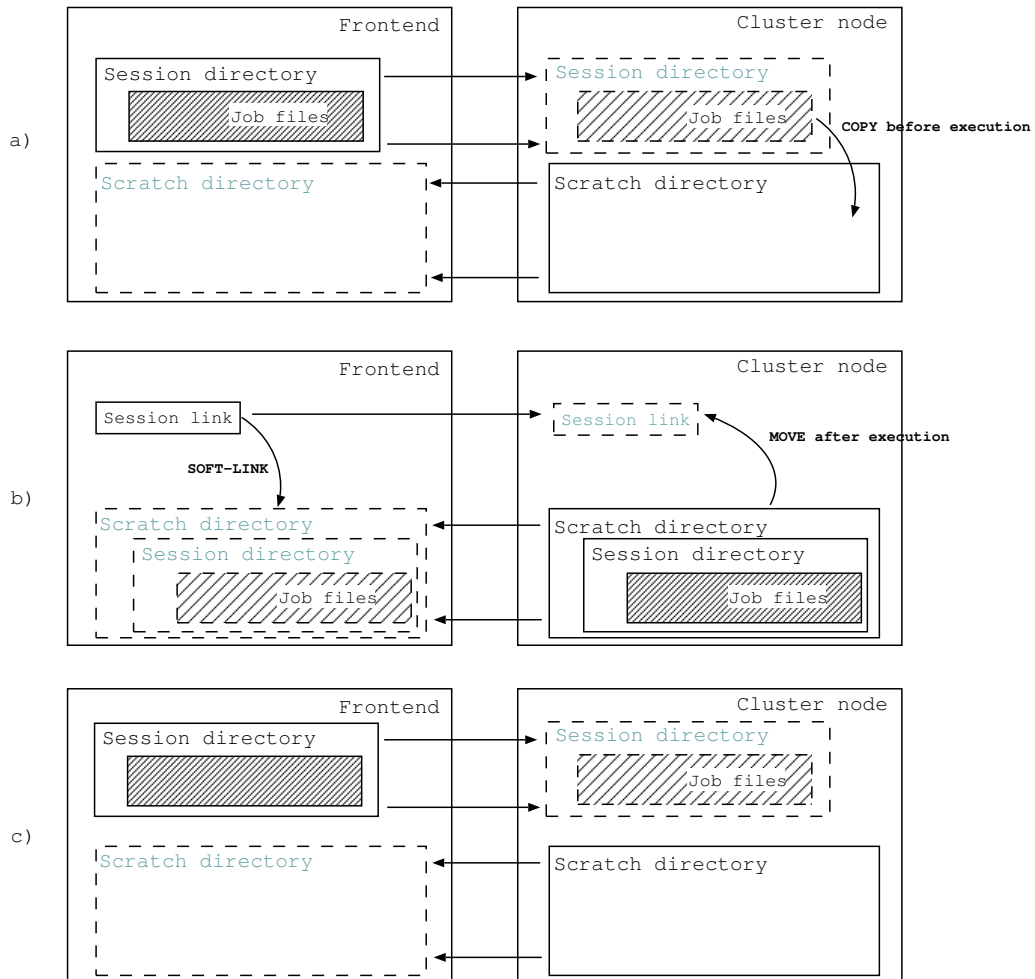 Frontend
Cluster node
Session directory
Session directory
Job files
Job files
a)
COPY before execution
Scratch directory
Scratch directory
Frontend
Cluster node
Session link
Session link
MOVE after execution
SOFT-LINK
b)
Scratch directory
Scratch directory
Session directory
Session directory
Job files
Job files
Frontend
Cluster node
Session directory
Session directory
Job files
c)
Scratch directory
Scratch directory